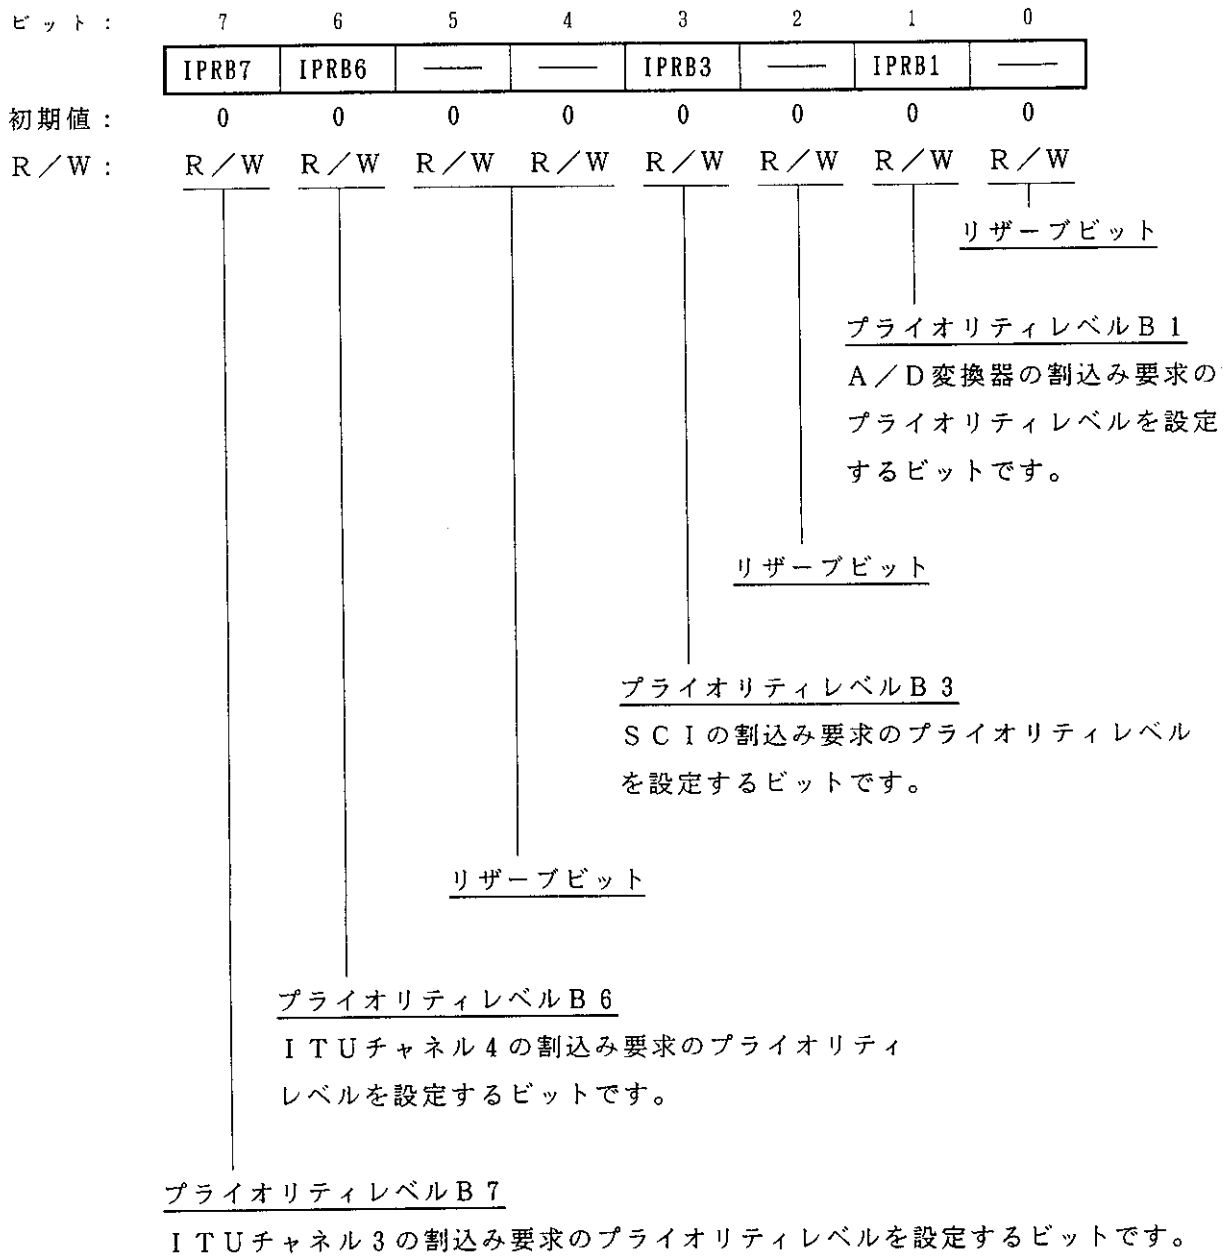 ビット： 7 6 5 4 3 2 1 0
IPRB7 IPRB6 — — IPRB3 — IPRB1 —
初期値： 0 0 0 0 0 0 0 0
R／W： R／W R／W R／W R／W R／W R／W R／W R／W
リザーブビット
プライオリティレベルB1
A／D変換器の割込み要求の
プライオリティレベルを設定
するビットです。
リザーブビット
プライオリティレベルB3
SCIの割込み要求のプライオリティレベル
を設定するビットです。
リザーブビット
プライオリティレベルB6
ITUチャネル4の割込み要求のプライオリティ
レベルを設定するビットです。
プライオリティレベルB7
ITUチャネル3の割込み要求のプライオリティレベルを設定するビットです。